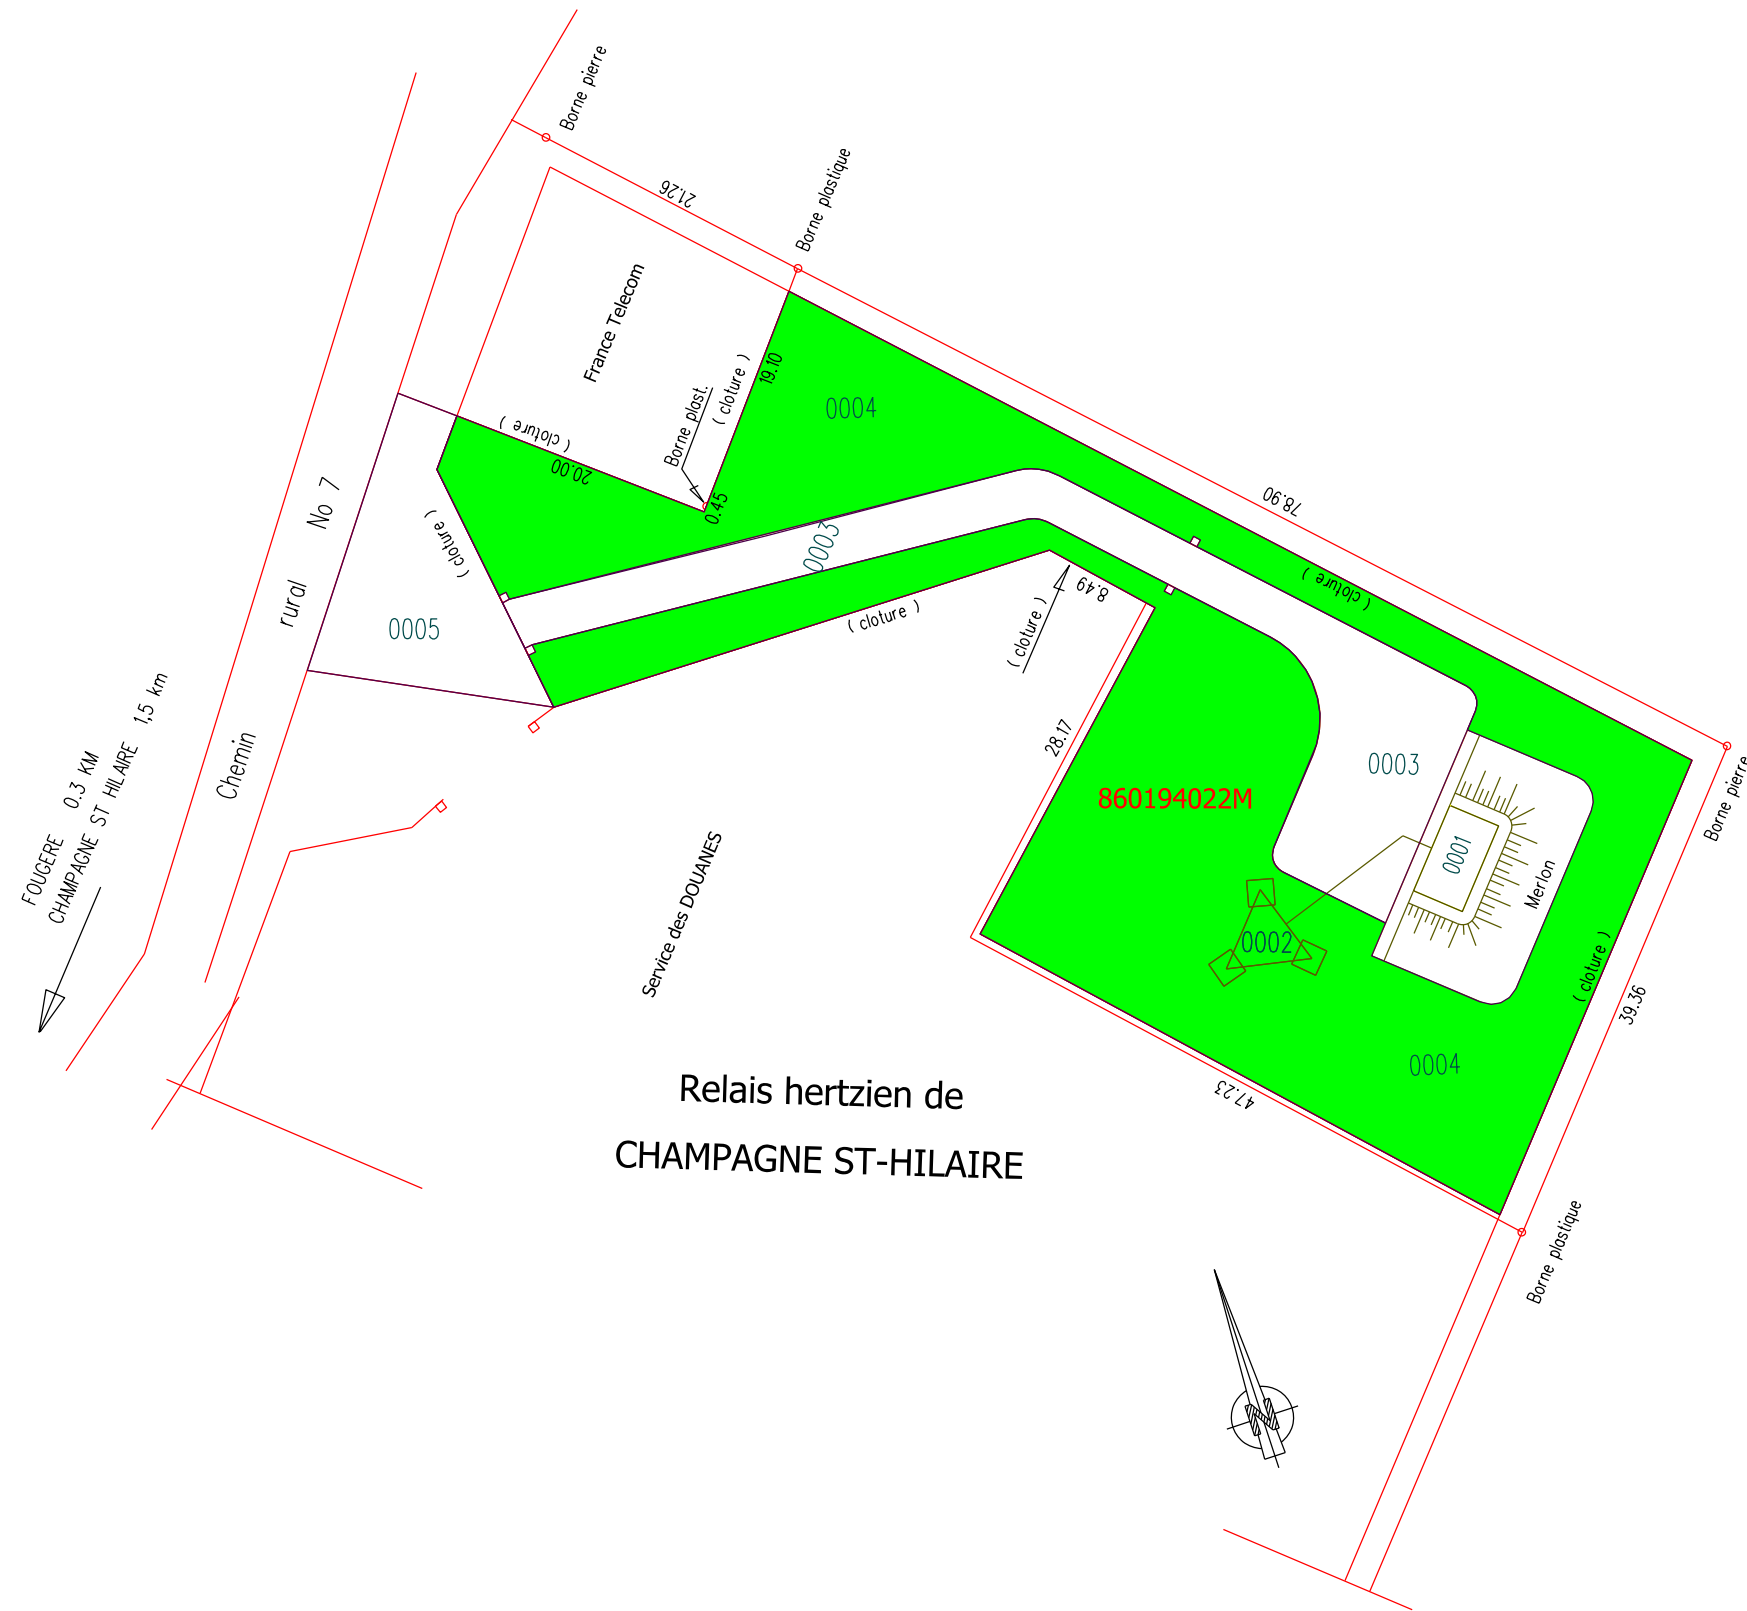 Borne pierre
Borne plastique
21.26
France Telecom
Borne plast.
( cloture )
19.10
0004
( cloture )
20.00
0.45
78.90
No 7
( cloture )
0003
( cloture )
8.49
( cloture )
rural
0005
( cloture )
28.17
0003
860194022M
Borne pierre
Chemin
FOUGERE 0.3 KM
CHAMPAGNE ST HILAIRE 1,5 km
0001
Merlon
Service des DOUANES
0002
( cloture )
39.36
0004
47.23
Relais hertzien de
CHAMPAGNE ST-HILAIRE
Borne plastique
N